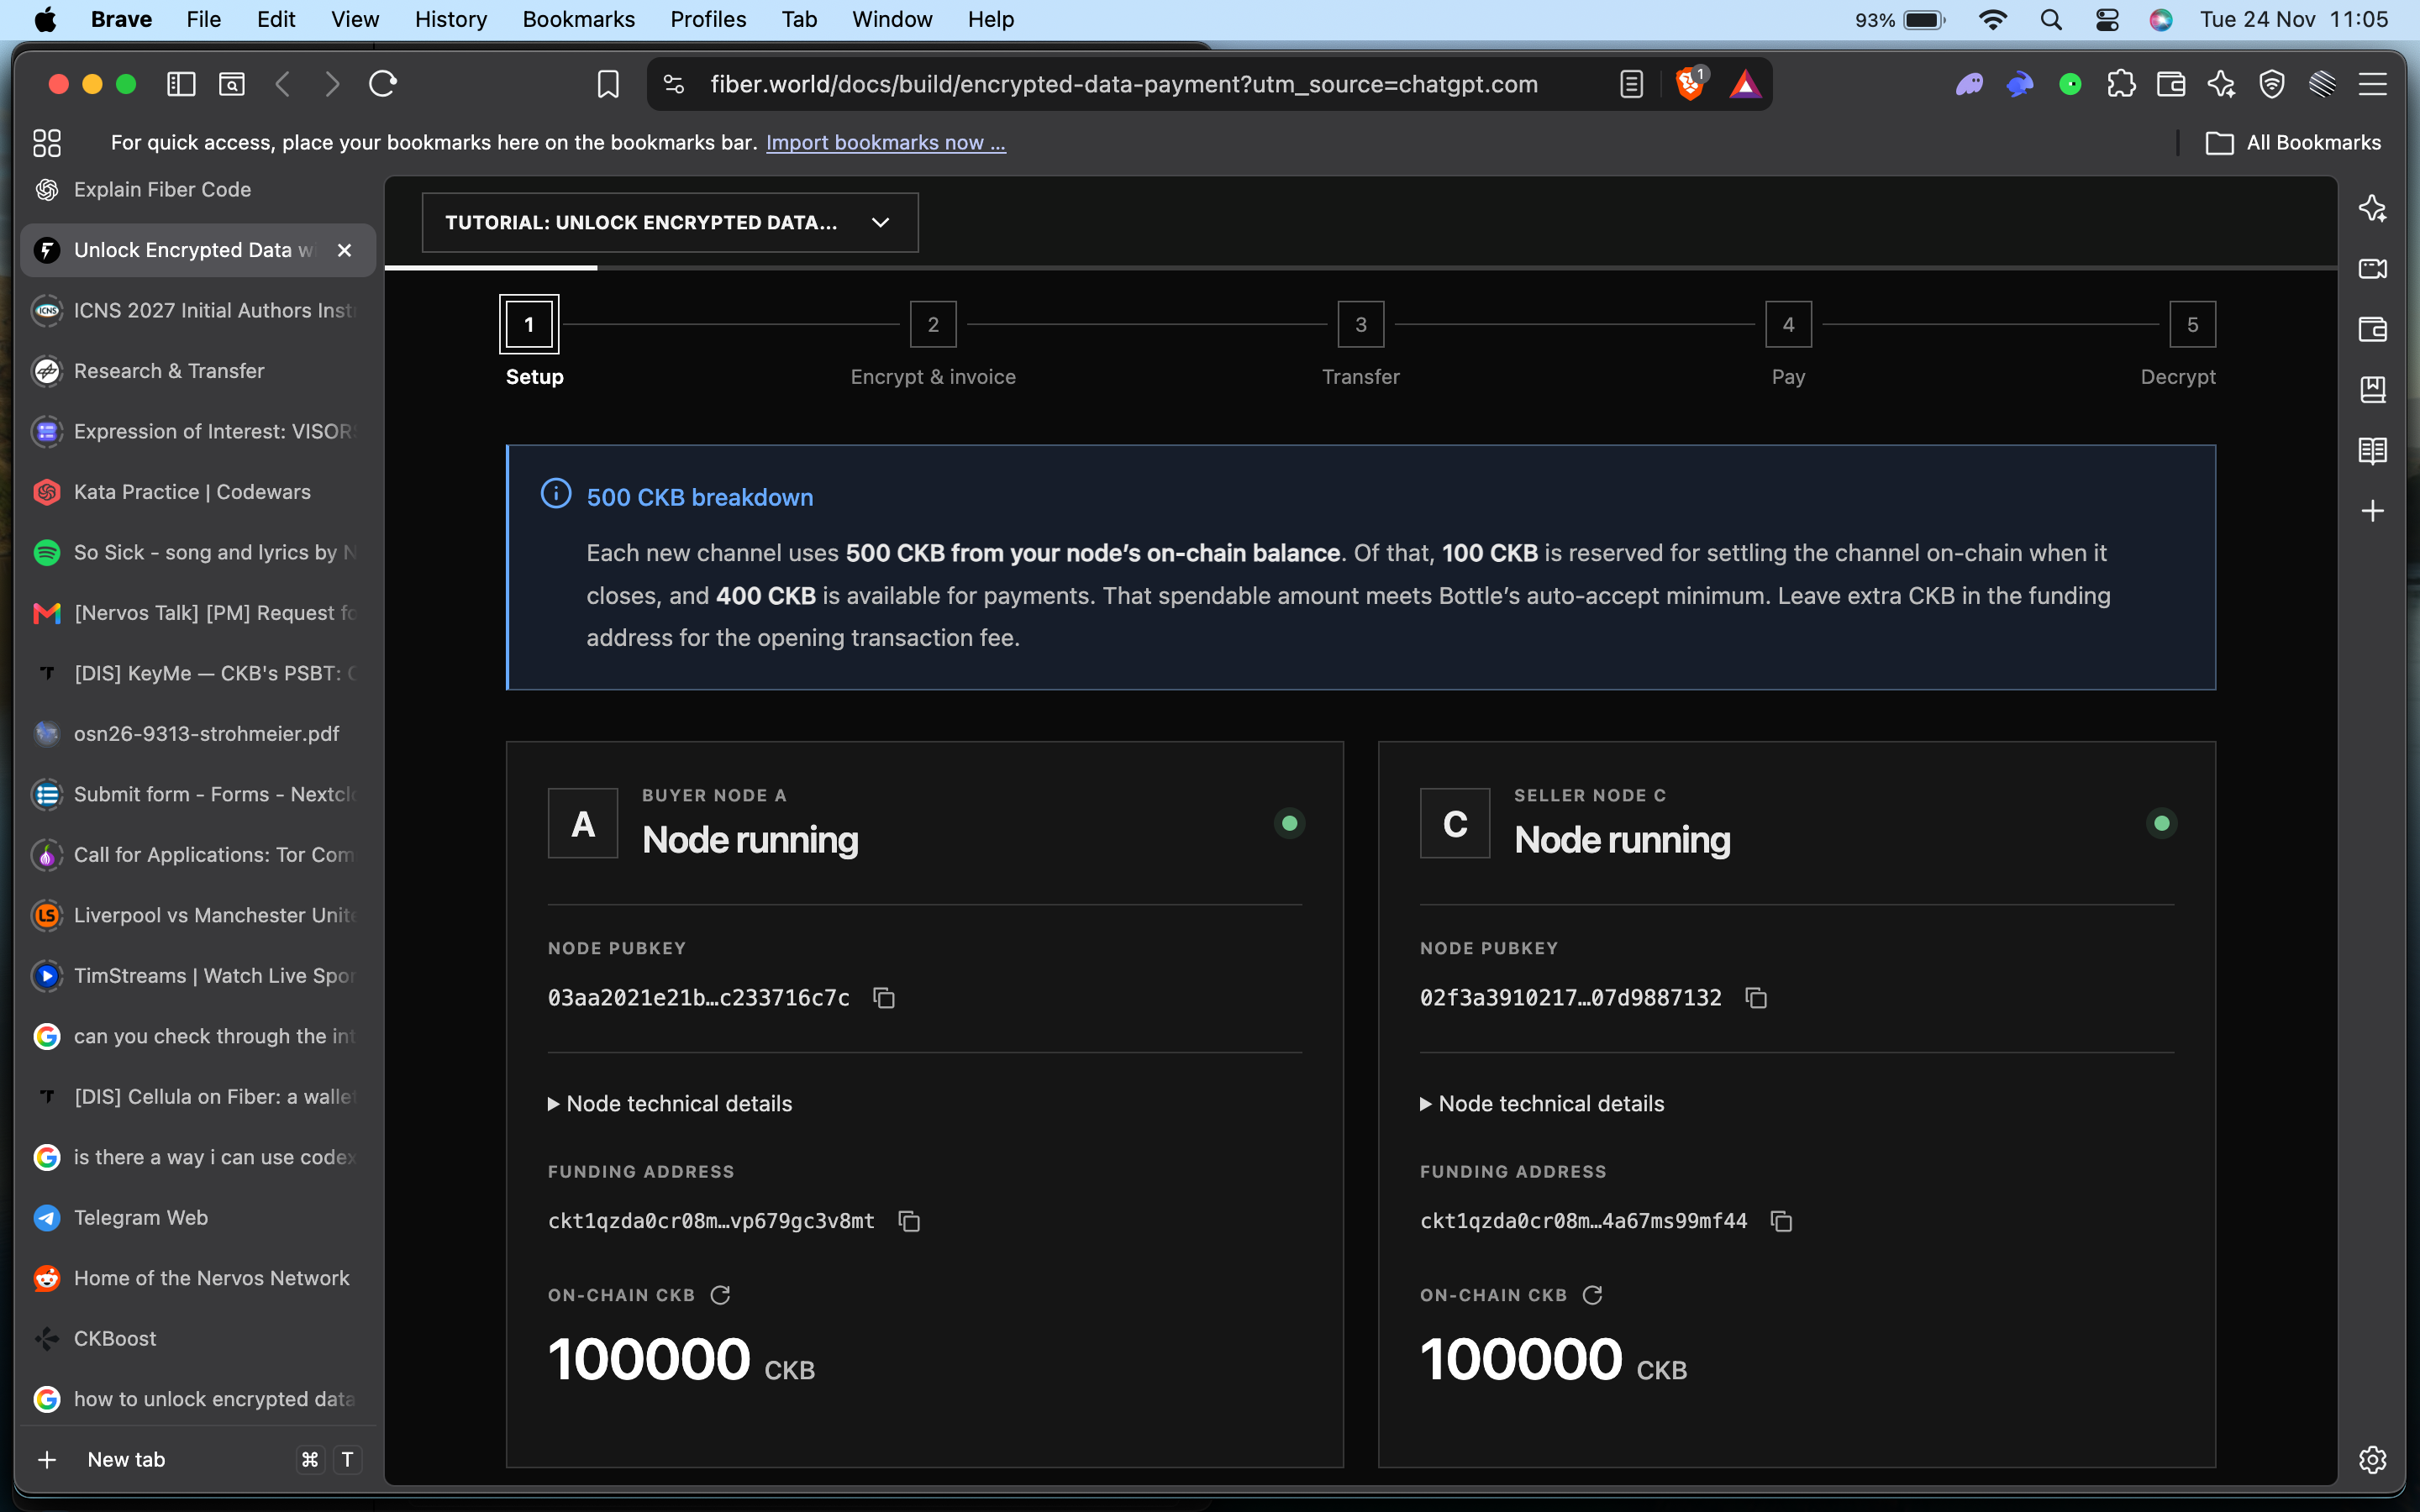 Brave File Edit View History Bookmarks Profiles Tab Window Help 93% Tue 24 Nov 11:05
fiber.world/docs/build/encrypted-data-payment?utm_source=chatgpt.com 1
For quick access, place your bookmarks here on the bookmarks bar. Import bookmarks now ... All Bookmarks
Explain Fiber Code
Unlock Encrypted Data w
ICNS 2027 Initial Authors Inst
Research & Transfer
Expression of Interest: VISOR
Kata Practice | Codewars
So Sick - song and lyrics by N
[Nervos Talk] [PM] Request fo
[DIS] KeyMe — CKB's PSBT: C
osn26-9313-strohmeier.pdf
Submit form - Forms - Nextclo
Call for Applications: Tor Com
LS Liverpool vs Manchester Unite
TimStreams | Watch Live Spor
can you check through the int
[DIS] Cellula on Fiber: a walle
is there a way i can use codex
Telegram Web
Home of the Nervos Network
CKBoost
how to unlock encrypted data
New tab ⌘ T
TUTORIAL: UNLOCK ENCRYPTED DATA...
1 2 3 4 5
Setup Encrypt & invoice Transfer Pay Decrypt
500 CKB breakdown
Each new channel uses 500 CKB from your node’s on-chain balance. Of that, 100 CKB is reserved for settling the channel on-chain when it
closes, and 400 CKB is available for payments. That spendable amount meets Bottle’s auto-accept minimum. Leave extra CKB in the funding
address for the opening transaction fee.
A
BUYER NODE A
Node running
NODE PUBKEY
03aa2021e21b…c233716c7c
Node technical details
FUNDING ADDRESS
ckt1qzda0cr08m…vp679gc3v8mt
ON-CHAIN CKB
100000 CKB
C
SELLER NODE C
Node running
NODE PUBKEY
02f3a3910217…07d9887132
Node technical details
FUNDING ADDRESS
ckt1qzda0cr08m…4a67ms99mf44
ON-CHAIN CKB
100000 CKB